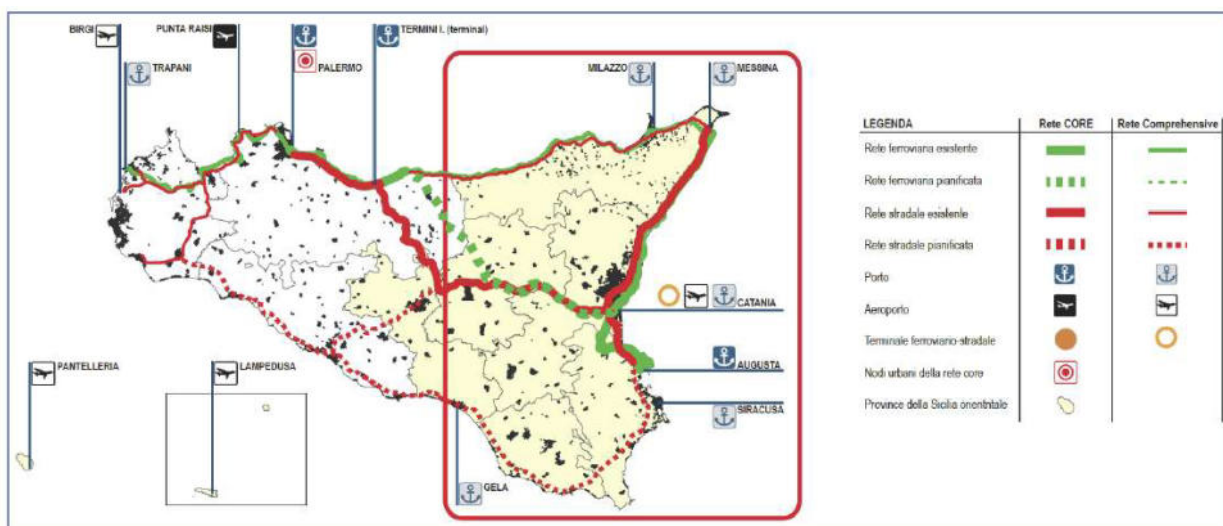 BIRGI
PUNTA RAISI
TERMINI I. (terminal)
TRAPANI
PALERMO
MILAZZO
MESSINA
CATANIA
AUGUSTA
SIRACUSA
GELA
PANTELLERIA
LAMPEDUSA
LEGENDA Rete CORE Rete Comprehensive
Rete ferroviaria esistente
Rete ferroviaria pianificata
Rete stradale esistente
Rete stradale pianificata
Porto
Aeroporto
Terminale ferroviario-stradale
Nodi urbani della rete core
Province della Sicilia orientale